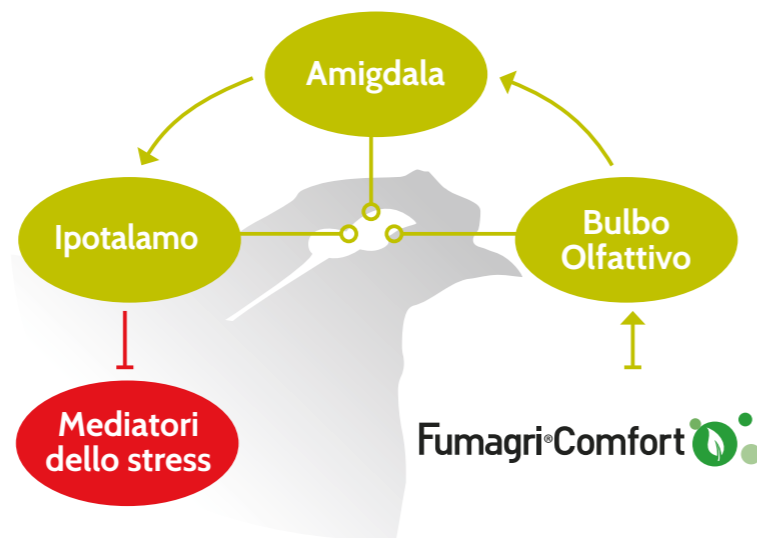 Amigdala
Ipotalamo
Bulbo
Olfattivo
Mediatori
dello stress
Fumagri®Comfort